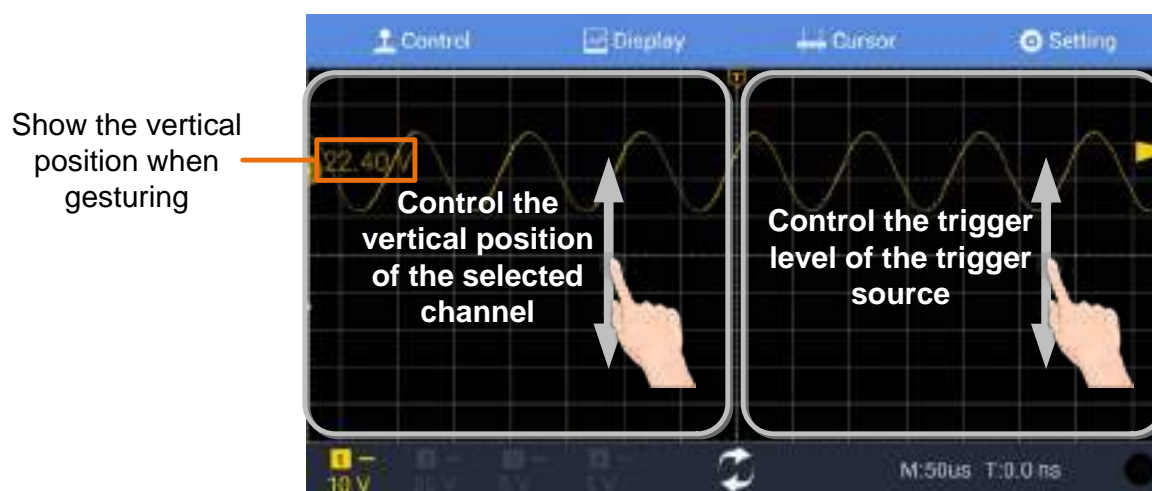 Control Display Cursor Setting
T
Show the vertical
position when
gesturing
22.40V
Control the
vertical position
of the selected
channel
Control the trigger
level of the trigger
source
1
10 V
M:50us T:0.0 ns